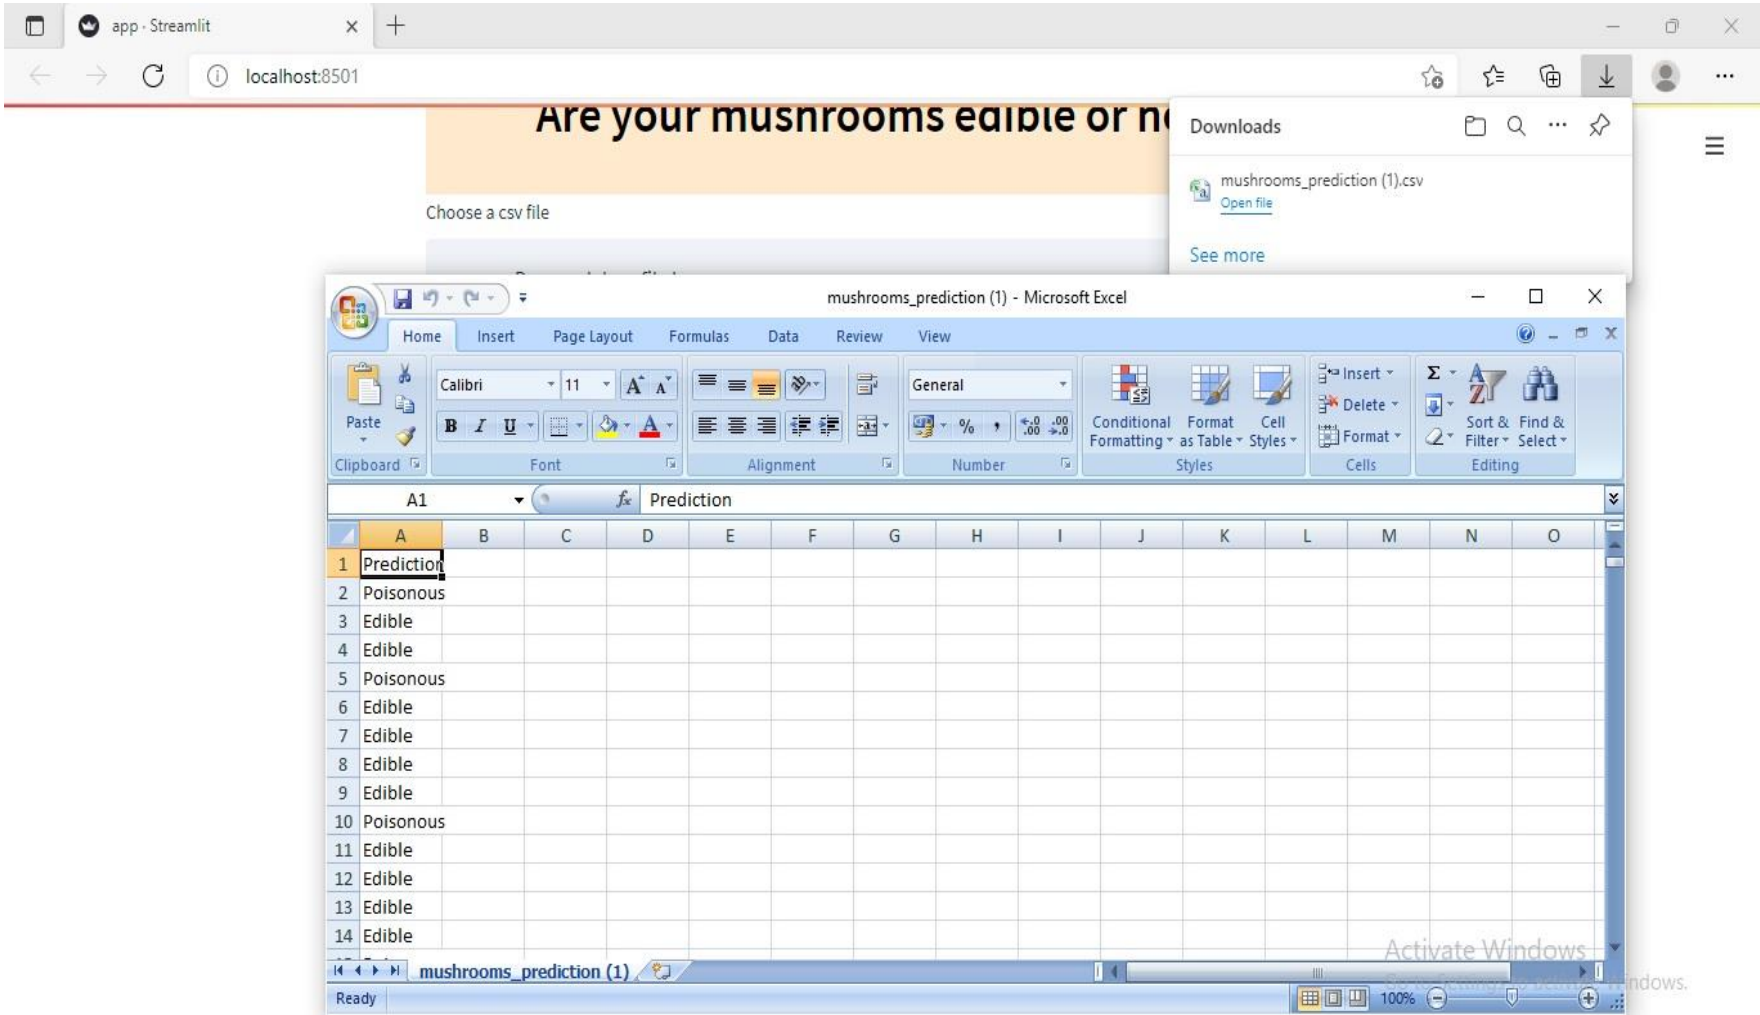 app · Streamlit
localhost:8501
Are your mushrooms edible or
Downloads
mushrooms_prediction (1).csv
Open file
See more
Choose a csv file
mushrooms_prediction (1) - Microsoft Excel
Home Insert Page Layout Formulas Data Review View
Calibri 11 General
Insert
Delete
Format
Paste
B I U
%
Conditional Formatting
Format as Table
Cell Styles
Sort & Filter
Find & Select
Clipboard Font Alignment Number Styles Cells Editing
A1 fx Prediction
A B C D E F G H I J K L M N O
1 Prediction
2 Poisonous
3 Edible
4 Edible
5 Poisonous
6 Edible
7 Edible
8 Edible
9 Edible
10 Poisonous
11 Edible
12 Edible
13 Edible
14 Edible
Activate Windows
mushrooms_prediction (1)
Ready 100%